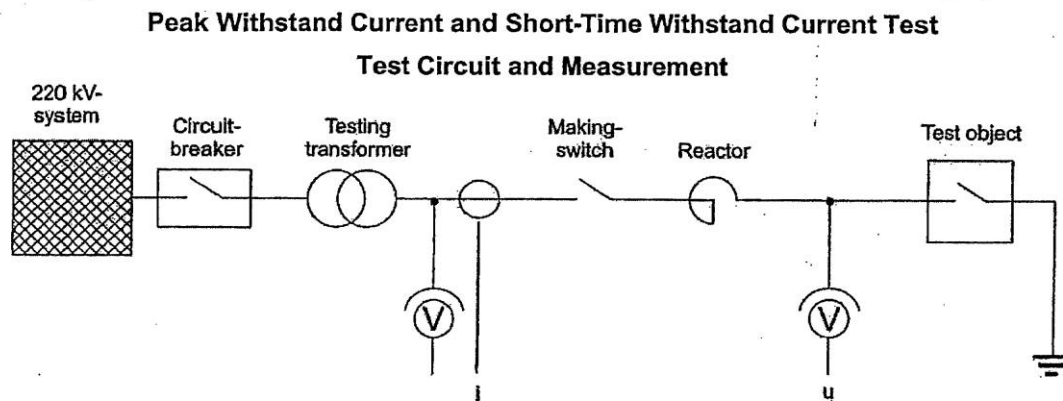 Peak Withstand Current and Short-Time Withstand Current Test
Test Circuit and Measurement
220 kV-
system
Circuit-
breaker
Testing
transformer
Making-
switch
Reactor
Test object
V
V
i
u